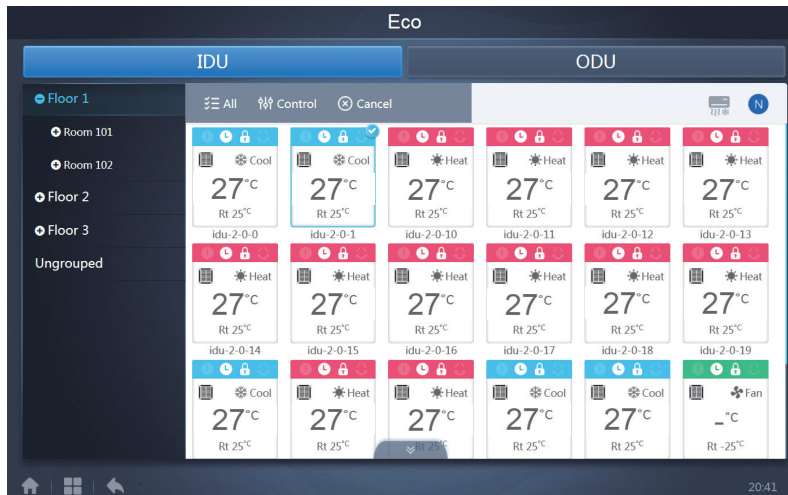 Eco
IDU ODU
Floor 1 All Control Cancel N
Room 101
Room 102
Floor 2
Floor 3
Ungrouped
Cool Cool Heat Heat Heat Heat
27°C 27°C 27°C 27°C 27°C 27°C
Rt 25°C Rt 25°C Rt 25°C Rt 25°C Rt 25°C Rt 25°C
idu-2-0-0 idu-2-0-1 idu-2-0-10 idu-2-0-11 idu-2-0-12 idu-2-0-13
Heat Heat Heat Heat Heat Heat
27°C 27°C 27°C 27°C 27°C 27°C
Rt 25°C Rt 25°C Rt 25°C Rt 25°C Rt 25°C Rt 25°C
idu-2-0-14 idu-2-0-15 idu-2-0-16 idu-2-0-17 idu-2-0-18 idu-2-0-19
Cool Heat Heat Cool Cool Fan
27°C 27°C 27°C 27°C 27°C _°C
Rt 25°C Rt 25°C Rt 25°C Rt 25°C Rt 25°C Rt -25°C
20:41